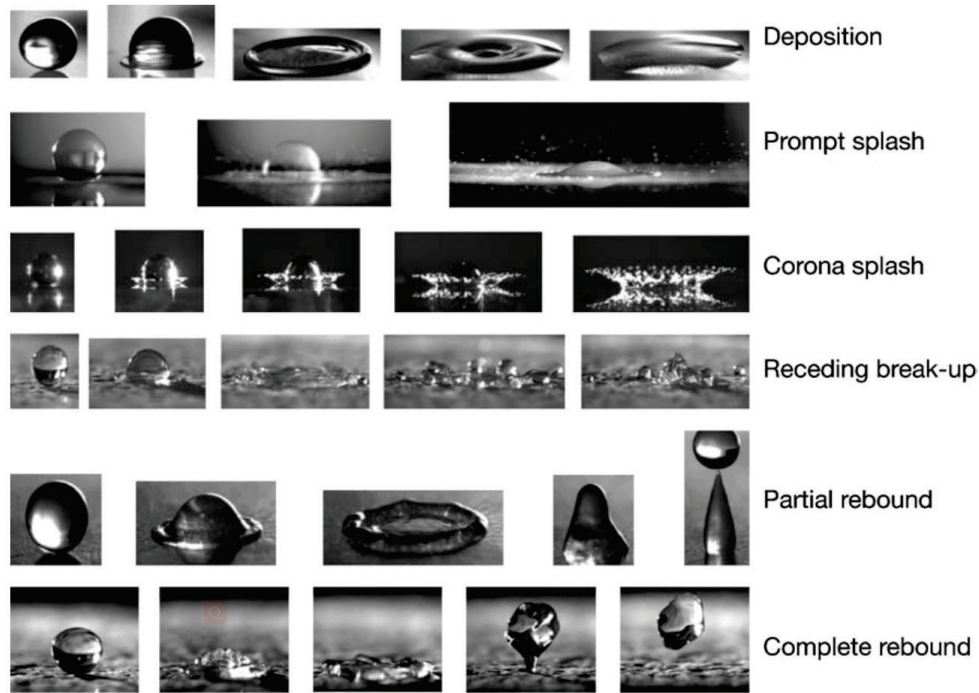 Deposition
Prompt splash
Corona splash
Receding break-up
Partial rebound
Complete rebound